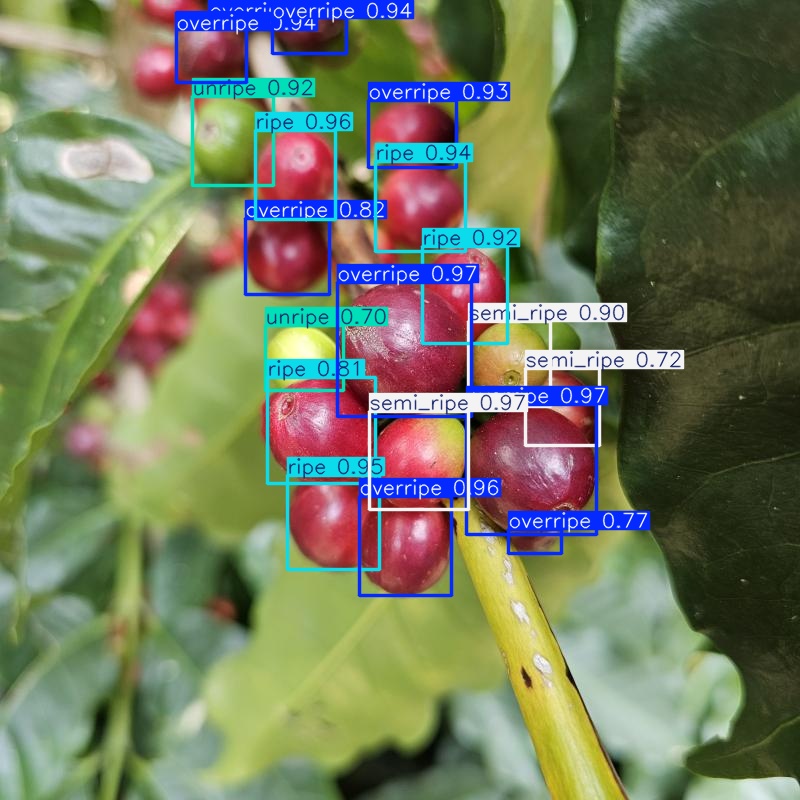 overripe 0.94
overripe 0.94
unripe 0.92
overripe 0.93
ripe 0.96
ripe 0.94
overripe 0.82
ripe 0.92
overripe 0.97
semi_ripe 0.90
unripe 0.70
semi_ripe 0.72
ripe 0.81
0.97
semi_ripe 0.97
ripe 0.95
overripe 0.96
overripe 0.77